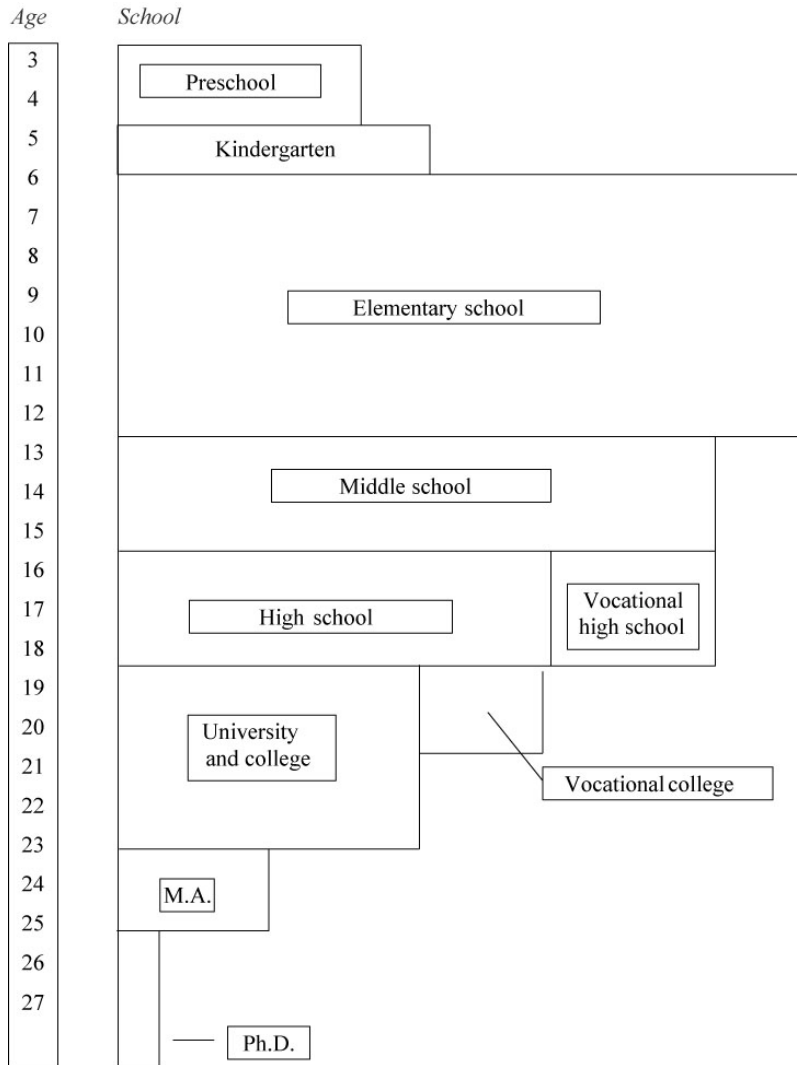 Age School
3
Preschool
4
5
Kindergarten
6
7
8
9
Elementary school
10
11
12
13
14
Middle school
15
16
17
High school
Vocational
high school
18
19
20
University
and college
21
Vocational college
22
23
24
M.A.
25
26
27
Ph.D.